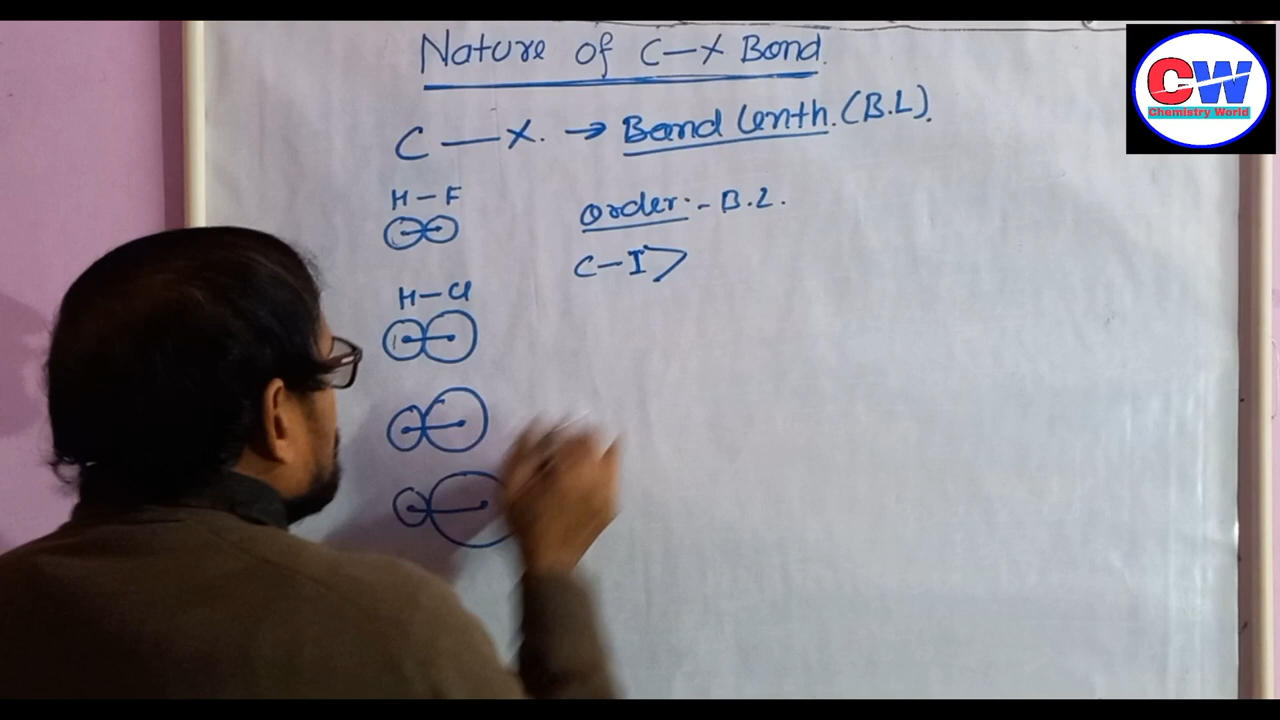 Nature of C–X Bond.
C — X. → Bond lenth. (B.L).
H – F
order:- B.L.
C–I >
H – Cl
CW
Chemistry World